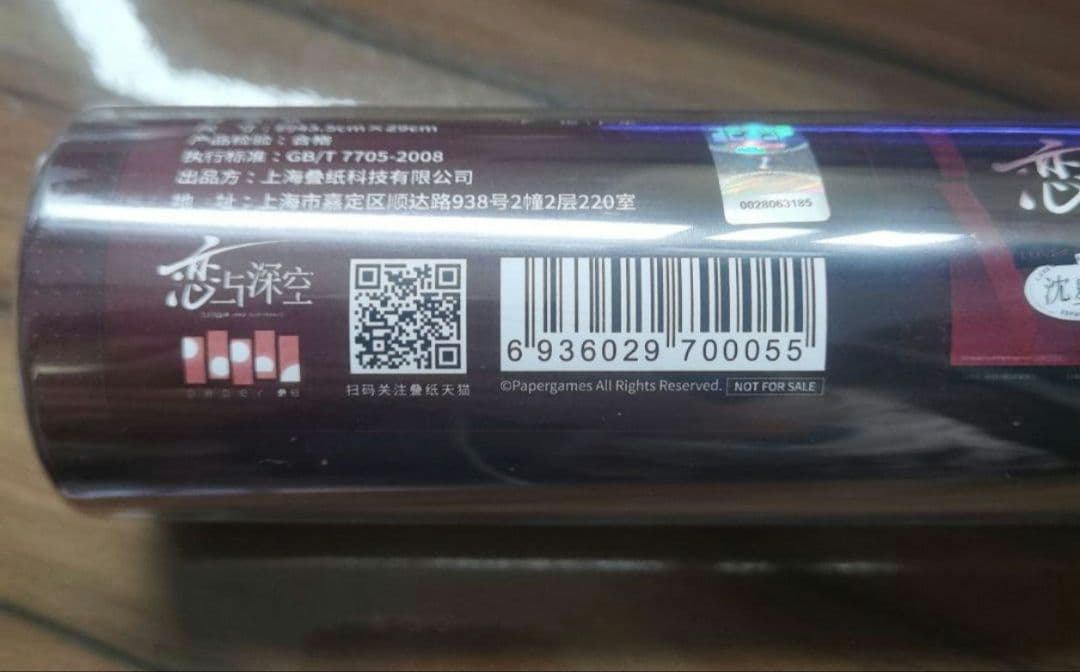 产品检验：合格
执行标准：GB/T 7705-2008
出品方：上海叠纸科技有限公司
地 址：上海市嘉定区顺达路938号2幢2层220室
0028063185
恋与深空
恋
沈
papel
扫码关注叠纸天猫
6 936029 700055
©Papergames All Rights Reserved. NOT FOR SALE